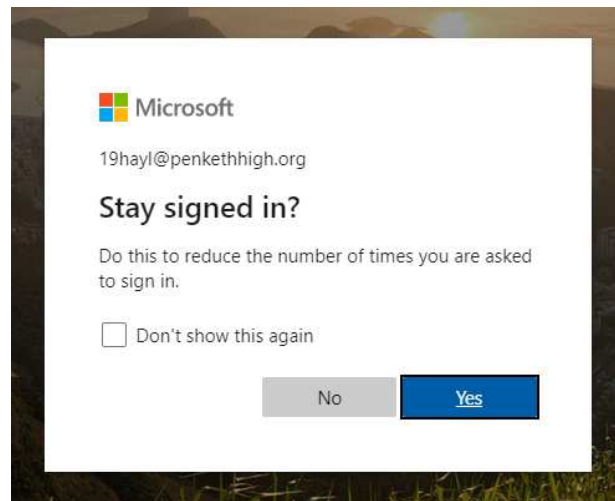 Microsoft
19hayl@penkethhigh.org
Stay signed in?
Do this to reduce the number of times you are asked
to sign in.
Don't show this again
No
Yes